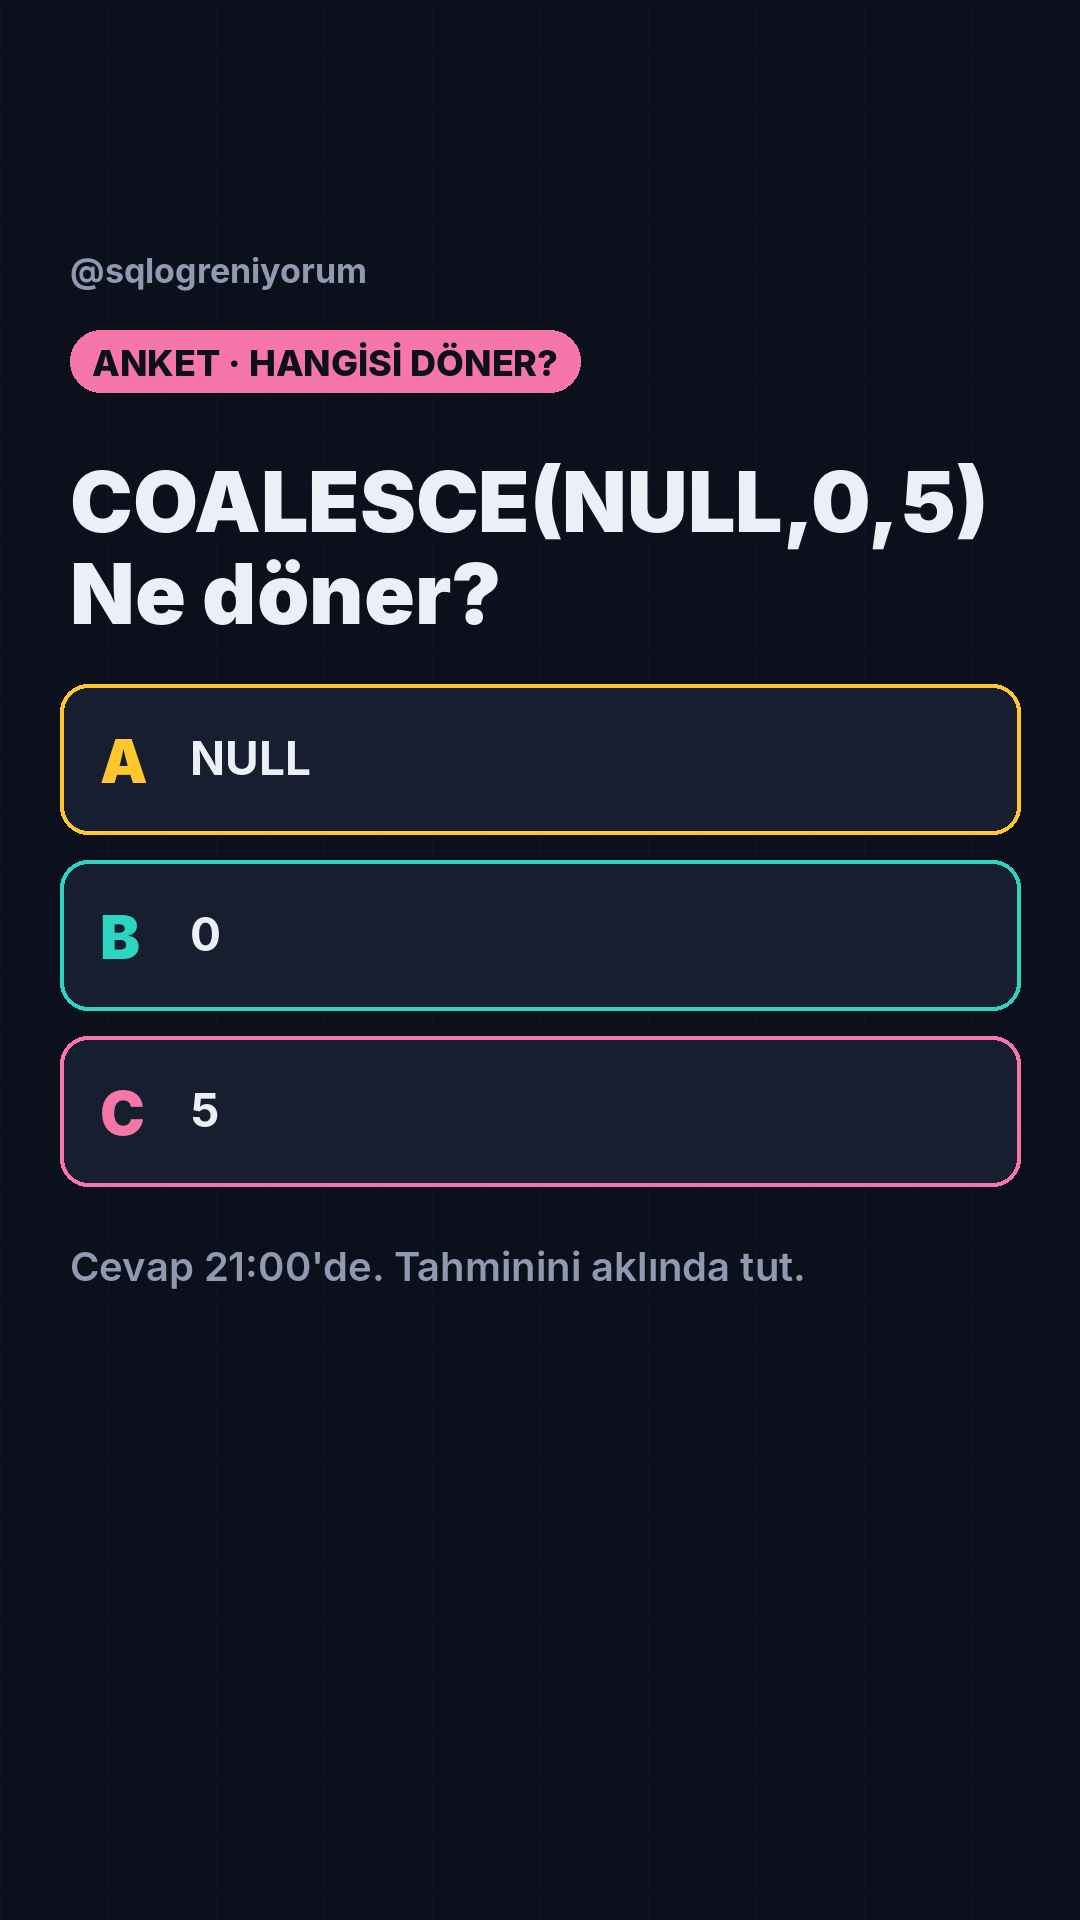 @sqlogreniyorum
ANKET · HANGİSİ DÖNER?
COALESCE(NULL,0,5)
Ne döner?
A NULL
B 0
C 5
Cevap 21:00'de. Tahminini aklında tut.